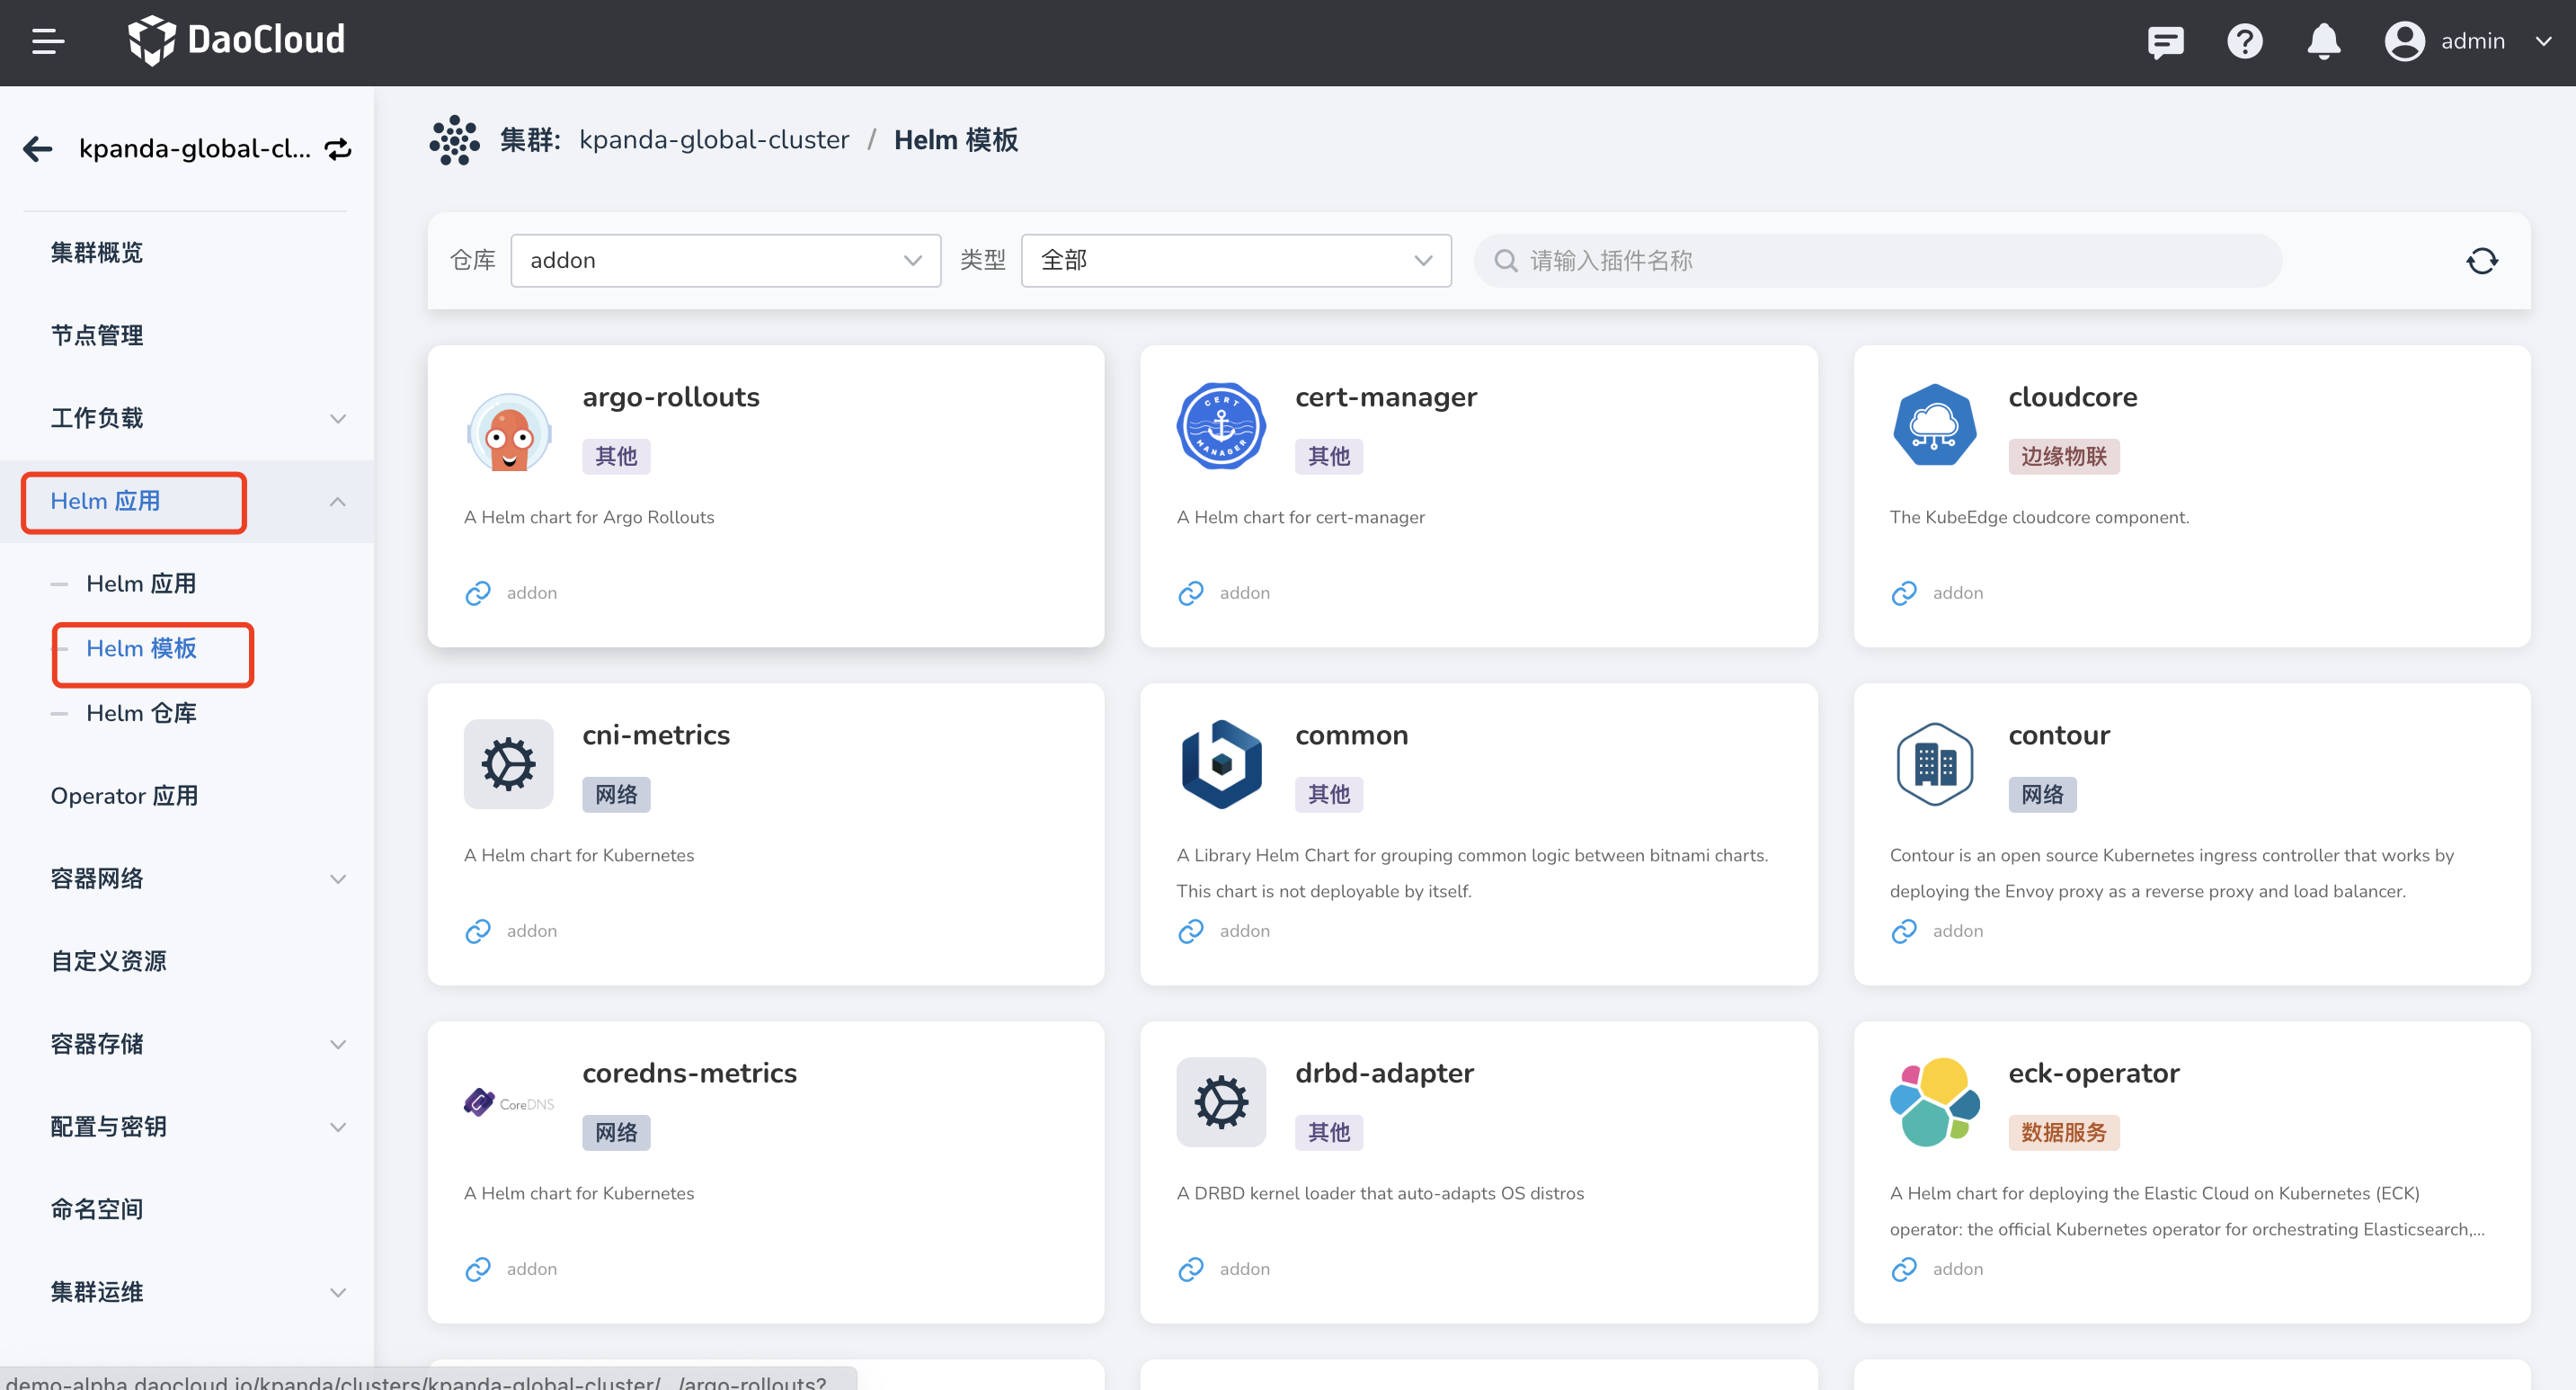 DaoCloud
admin
kpanda-global-cl...
集群概览
节点管理
工作负载
Helm 应用
Helm 应用
Helm 模板
Helm 仓库
Operator 应用
容器网络
自定义资源
容器存储
配置与密钥
命名空间
集群运维
集群: kpanda-global-cluster / Helm 模板
仓库 addon 类型 全部 请输入插件名称
argo-rollouts
其他
A Helm chart for Argo Rollouts
addon
CERT MANAGER
cert-manager
其他
A Helm chart for cert-manager
addon
cloudcore
边缘物联
The KubeEdge cloudcore component.
addon
cni-metrics
网络
A Helm chart for Kubernetes
addon
common
其他
A Library Helm Chart for grouping common logic between bitnami charts.
This chart is not deployable by itself.
addon
contour
网络
Contour is an open source Kubernetes ingress controller that works by
deploying the Envoy proxy as a reverse proxy and load balancer.
addon
CoreDNS
coredns-metrics
网络
A Helm chart for Kubernetes
addon
drbd-adapter
其他
A DRBD kernel loader that auto-adapts OS distros
addon
eck-operator
数据服务
A Helm chart for deploying the Elastic Cloud on Kubernetes (ECK)
operator: the official Kubernetes operator for orchestrating Elasticsearch,...
addon
demo-alpha.daocloud.io/kpanda/clusters/kpanda-global-cluster/.../argo-rollouts?